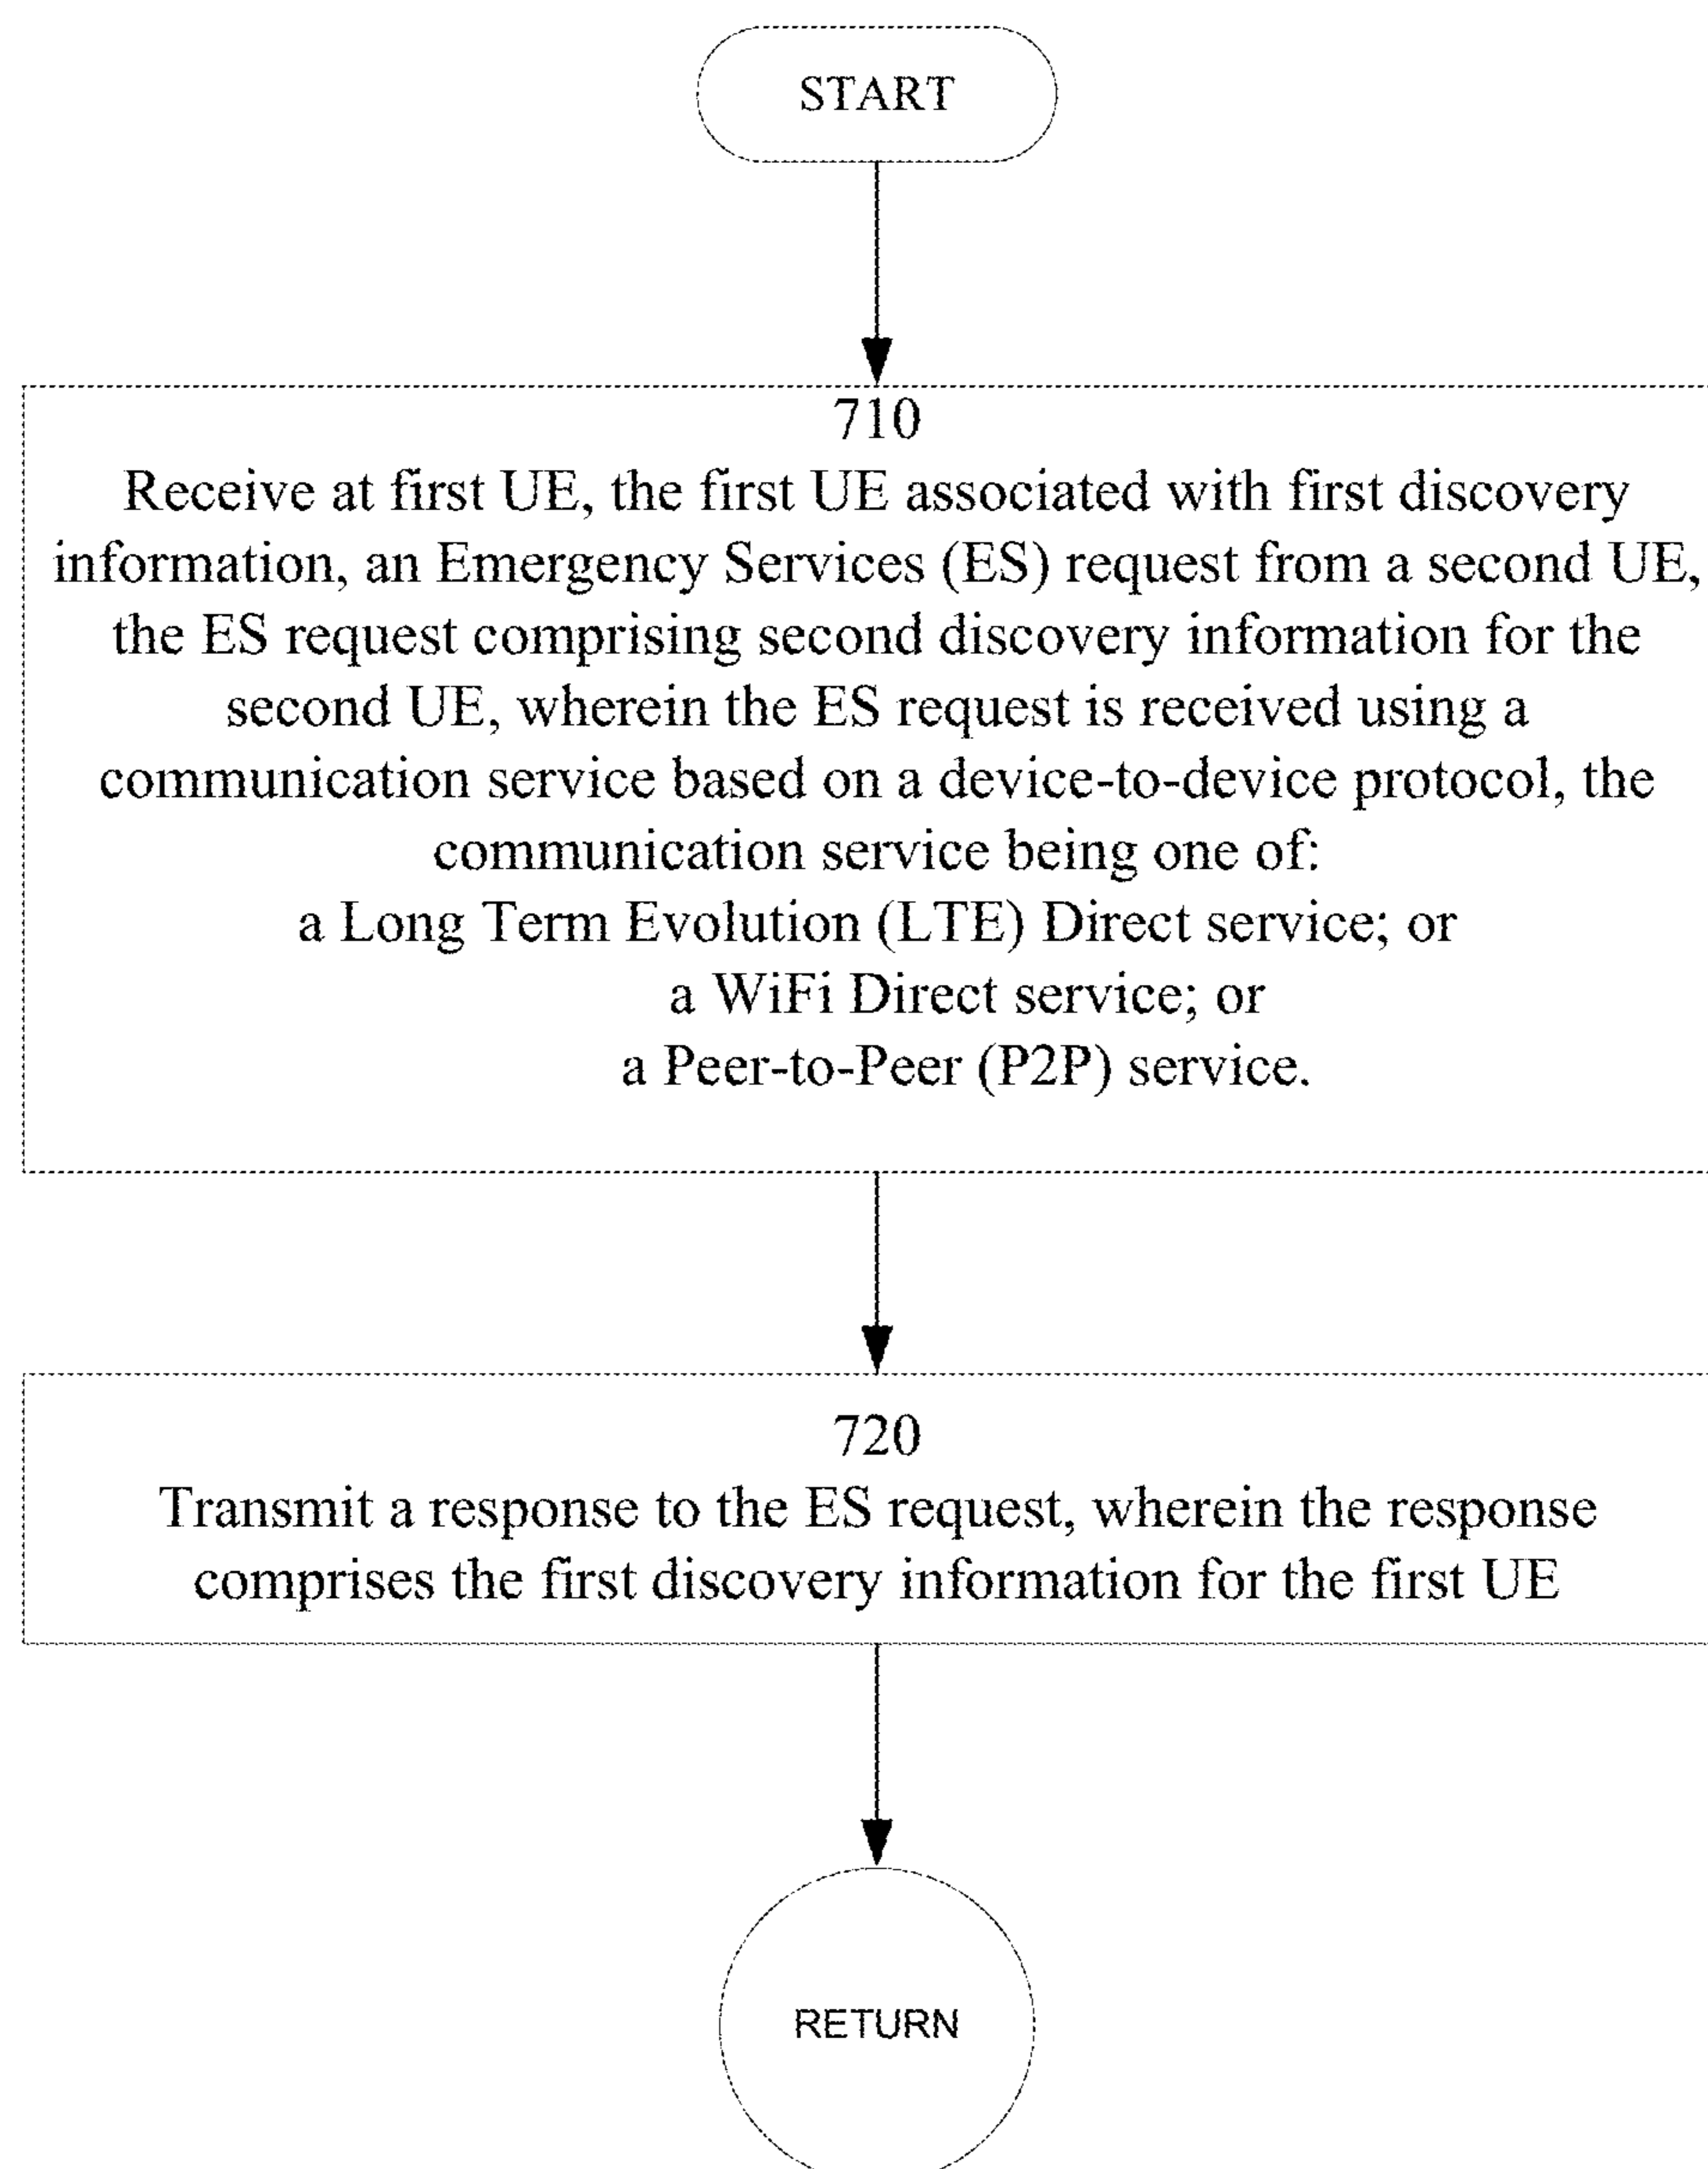 START
710
Receive at first UE, the first UE associated with first discovery
information, an Emergency Services (ES) request from a second UE,
the ES request comprising second discovery information for the
second UE, wherein the ES request is received using a
communication service based on a device-to-device protocol, the
communication service being one of:
a Long Term Evolution (LTE) Direct service; or
a WiFi Direct service; or
a Peer-to-Peer (P2P) service.
720
Transmit a response to the ES request, wherein the response
comprises the first discovery information for the first UE
RETURN